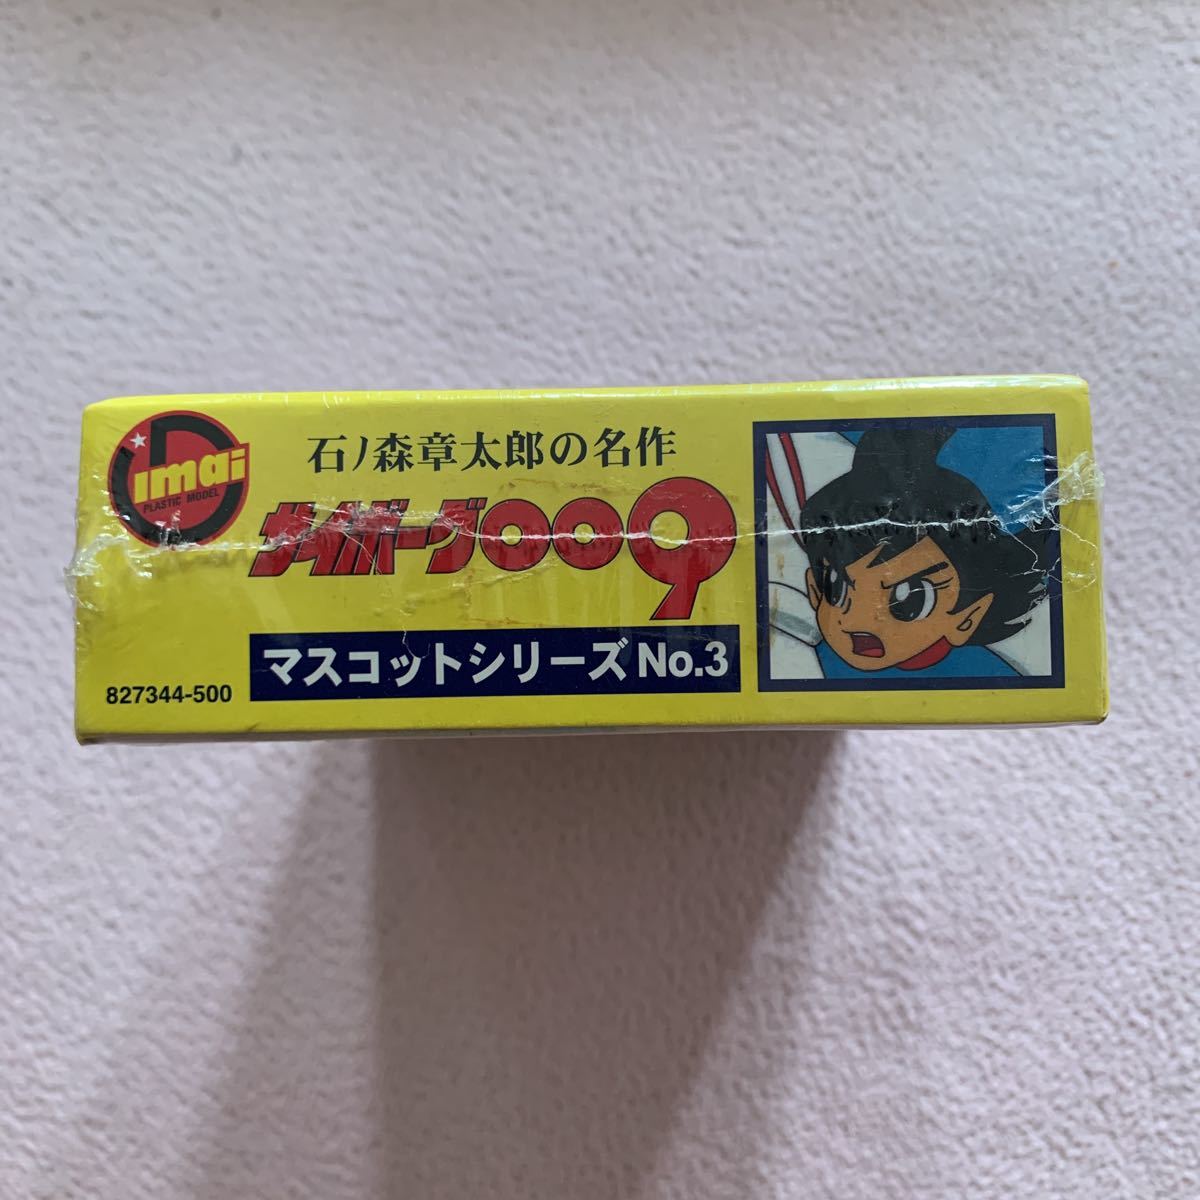 imai
PLASTIC MODEL
石ノ森章太郎の名作
サイボーグ009
マスコットシリーズNo.3
827344-500